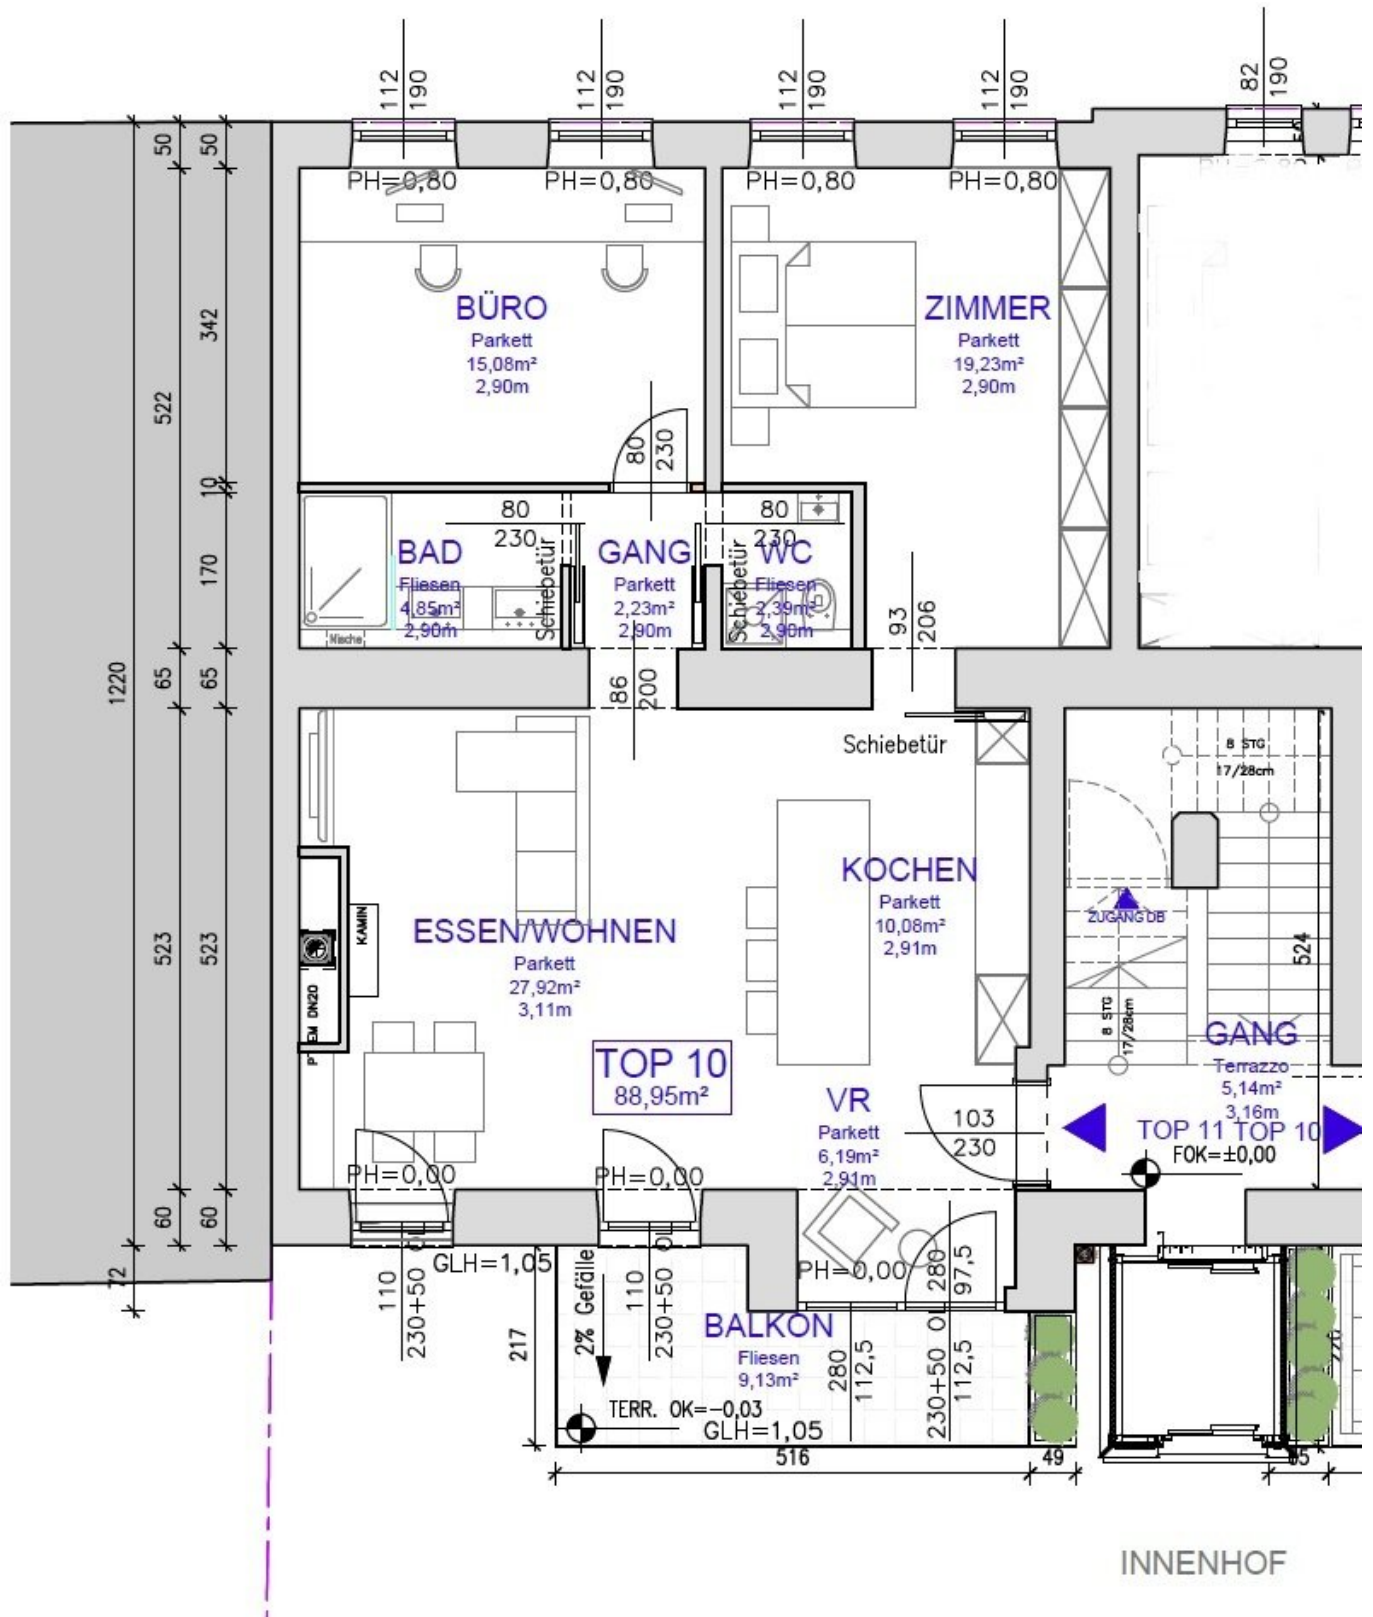 112
190
112
190
112
190
112
190
82
190
50
50
PH=0,80
PH=0,80
PH=0,80
PH=0,80
BÜRO
Parkett
15,08m²
2,90m
ZIMMER
Parkett
19,23m²
2,90m
342
522
80
230
10
80
230
80
230
BAD
Fliesen
4,85m²
2,90m
Nische
Schiebetür
GANG
Parkett
2,23m²
2,90m
Schiebetür
WC
Fliesen
2,39m²
2,90m
170
93
206
1220
65
65
86
200
Schiebetür
8 STG
17/28cm
KOCHEN
Parkett
10,08m²
2,91m
ZUGANG DB
ESSEN/WOHNEN
Parkett
27,92m²
3,11m
KAMIN
523
523
524
EM DN20
8 STG
17/28cm
GANG
Terrazzo
5,14m²
3,16m
TOP 10
88,95m²
VR
Parkett
6,19m²
2,91m
103
230
TOP 11
TOP 10
FOK=±0,00
PH=0,00
PH=0,00
60
60
72
GLH=1,05
110
230+50
2% Gefälle
110
230+50
PH=0,00
280
97,5
217
BALKON
Fliesen
9,13m²
280
112,5
230+50
112,5
TERR. OK=-0,03
GLH=1,05
516
49
INNENHOF